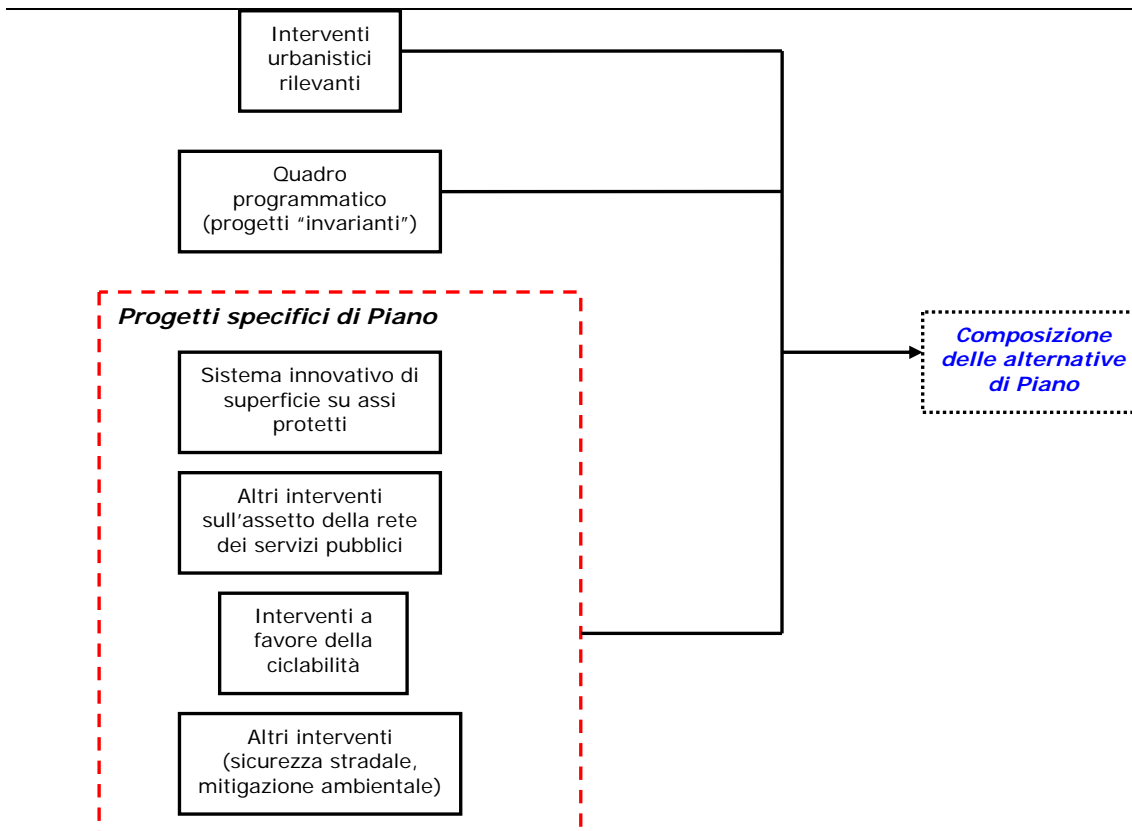 Interventi
urbanistici
rilevanti
Quadro
programmatico
(progetti “invarianti”)
Progetti specifici di Piano
Sistema innovativo di
superficie su assi
protetti
Altri interventi
sull’assetto della rete
dei servizi pubblici
Interventi a
favore della
ciclabilità
Altri interventi
(sicurezza stradale,
mitigazione ambientale)
Composizione
delle alternative
di Piano